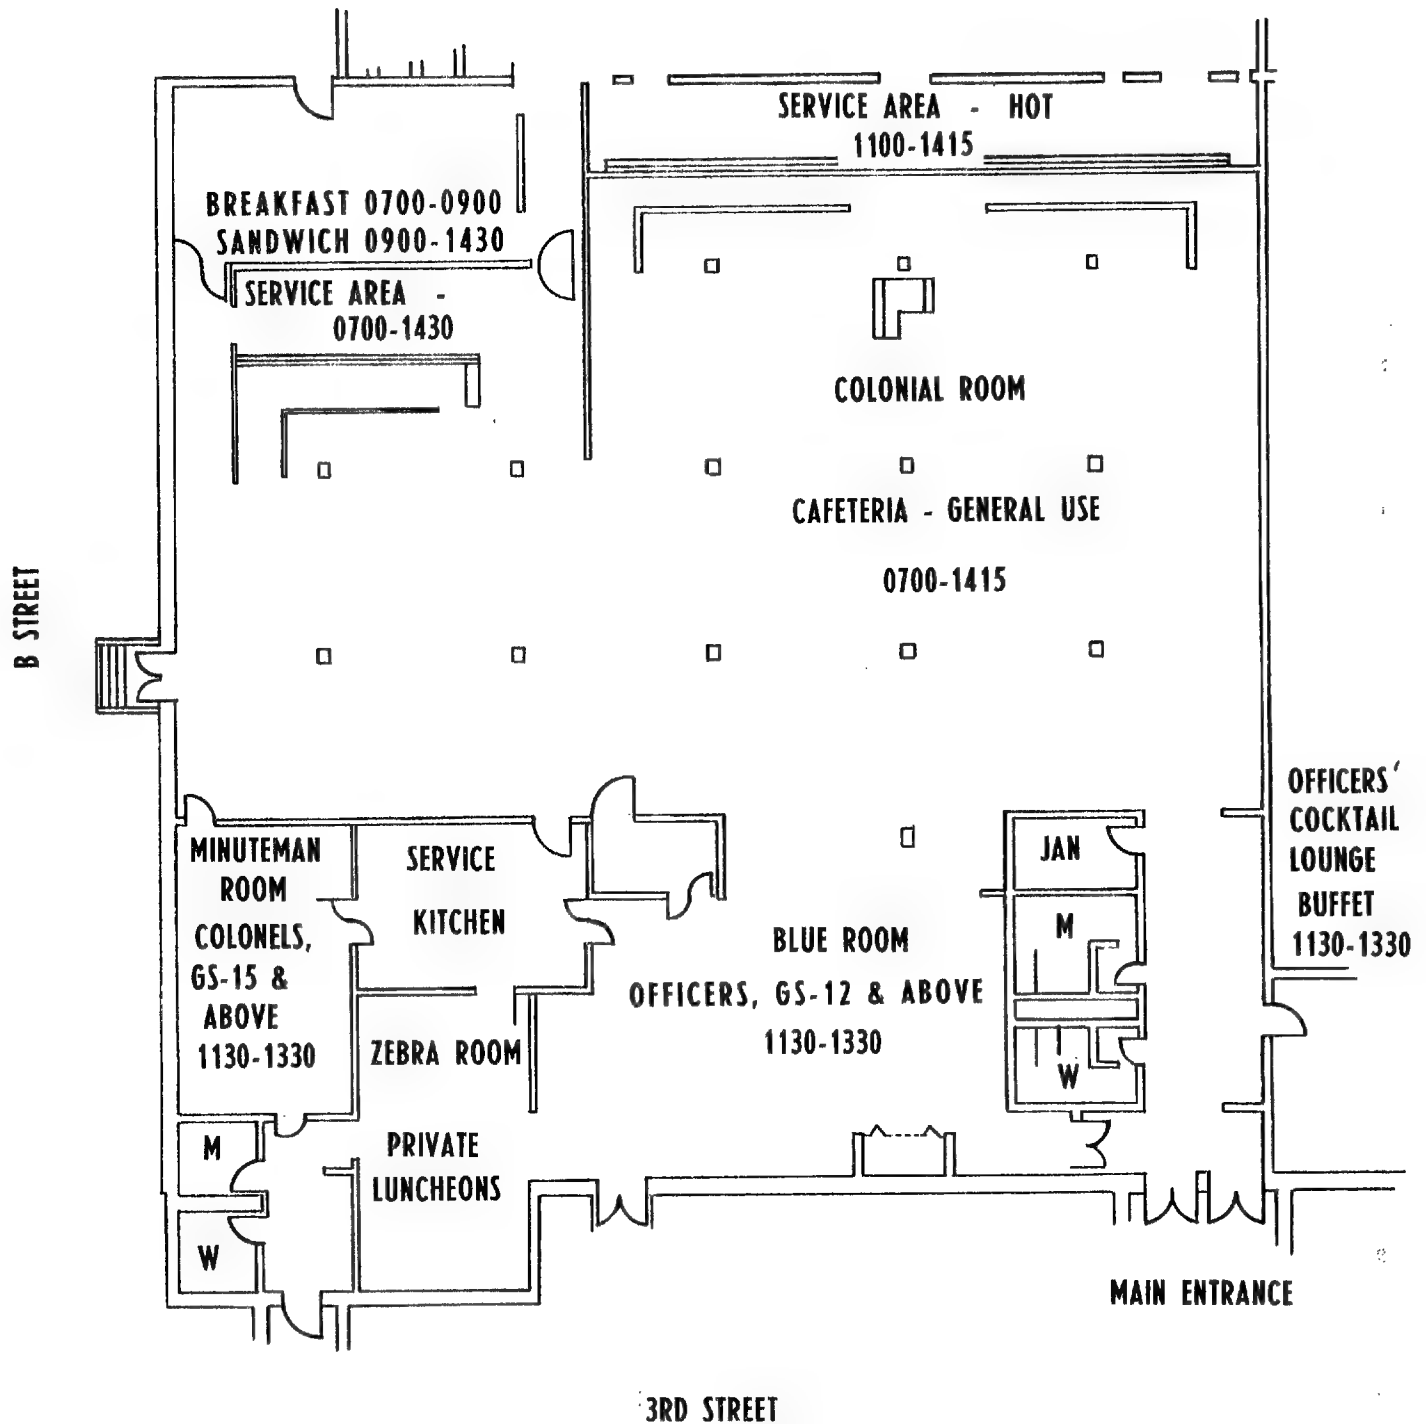 SERVICE AREA - HOT
1100-1415
BREAKFAST 0700-0900
SANDWICH 0900-1430
SERVICE AREA -
0700-1430
COLONIAL ROOM
CAFETERIA - GENERAL USE
0700-1415
B STREET
OFFICERS'
COCKTAIL
LOUNGE
BUFFET
1130-1330
MINUTEMAN
ROOM
COLONELS,
GS-15 &
ABOVE
1130-1330
SERVICE
KITCHEN
JAN
M
W
BLUE ROOM
OFFICERS, GS-12 & ABOVE
1130-1330
ZEBRA ROOM
PRIVATE
LUNCHEONS
M
W
MAIN ENTRANCE
3RD STREET